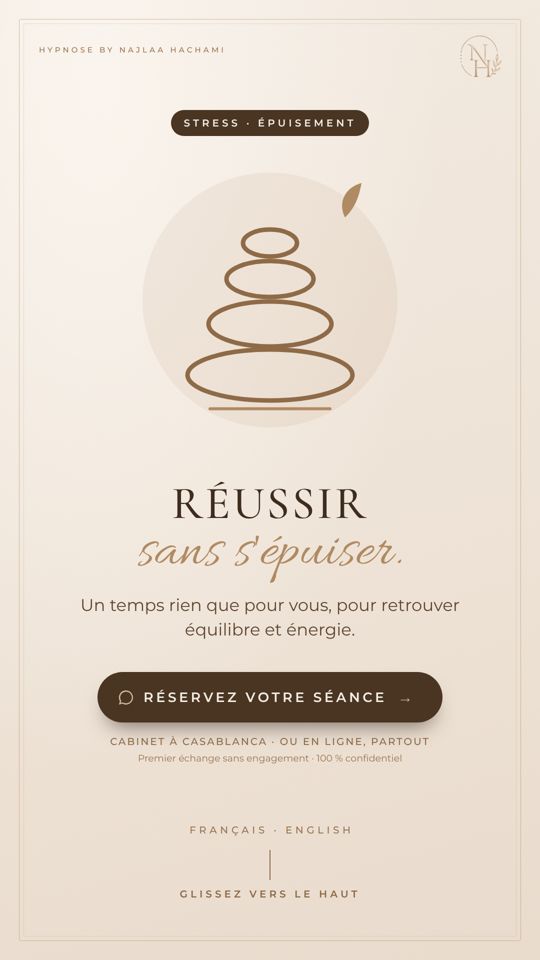 HYPNOSE BY NAJLAA HACHAMI
NH
STRESS · ÉPUISEMENT
RÉUSSIR
sans s'épuiser.
Un temps rien que pour vous, pour retrouver
équilibre et énergie.
RÉSERVEZ VOTRE SÉANCE →
CABINET À CASABLANCA · OU EN LIGNE, PARTOUT
Premier échange sans engagement · 100 % confidentiel
FRANÇAIS · ENGLISH
GLISSEZ VERS LE HAUT